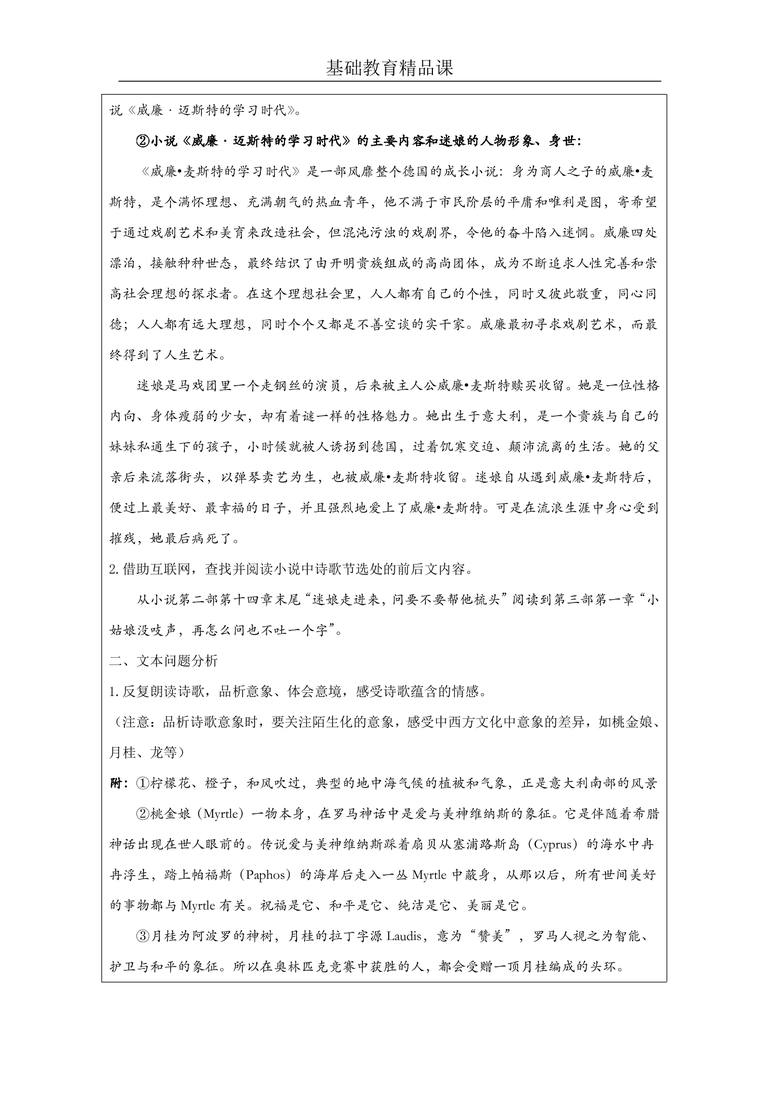 基础教育精品课
说《威廉·迈斯特的学习时代》。
②小说《威廉·迈斯特的学习时代》的主要内容和迷娘的人物形象、身世：
《威廉•麦斯特的学习时代》是一部风靡整个德国的成长小说：身为商人之子的威廉•麦
斯特，是个满怀理想、充满朝气的热血青年，他不满于市民阶层的平庸和唯利是图，寄希望
于通过戏剧艺术和美育来改造社会，但混沌污浊的戏剧界，令他的奋斗陷入迷惘。威廉四处
漂泊，接触种种世态，最终结识了由开明贵族组成的高尚团体，成为不断追求人性完善和崇
高社会理想的探求者。在这个理想社会里，人人都有自己的个性，同时又彼此敬重，同心同
德；人人都有远大理想，同时个个又都是不善空谈的实干家。威廉最初寻求戏剧艺术，而最
终得到了人生艺术。
迷娘是马戏团里一个走钢丝的演员，后来被主人公威廉•麦斯特赎买收留。她是一位性格
内向、身体瘦弱的少女，却有着谜一样的性格魅力。她出生于意大利，是一个贵族与自己的
妹妹私通生下的孩子，小时候就被人诱拐到德国，过着饥寒交迫、颠沛流离的生活。她的父
亲后来流落街头，以弹琴卖艺为生，也被威廉•麦斯特收留。迷娘自从遇到威廉•麦斯特后，
便过上最美好、最幸福的日子，并且强烈地爱上了威廉•麦斯特。可是在流浪生涯中身心受到
摧残，她最后病死了。
2. 借助互联网，查找并阅读小说中诗歌节选处的前后文内容。
从小说第二部第十四章末尾“迷娘走进来，问要不要帮他梳头”阅读到第三部第一章“小
姑娘没吱声，再怎么问也不吐一个字”。
二、文本问题分析
1. 反复朗读诗歌，品析意象、体会意境，感受诗歌蕴含的情感。
（注意：品析诗歌意象时，要关注陌生化的意象，感受中西方文化中意象的差异，如桃金娘、
月桂、龙等）
附：①柠檬花、橙子，和风吹过，典型的地中海气候的植被和气象，正是意大利南部的风景
②桃金娘（Myrtle）一物本身，在罗马神话中是爱与美神维纳斯的象征。它是伴随着希腊
神话出现在世人眼前的。传说爱与美神维纳斯踩着扇贝从塞浦路斯岛（Cyprus）的海水中冉
冉浮生，踏上帕福斯（Paphos）的海岸后走入一丛 Myrtle 中蔽身，从那以后，所有世间美好
的事物都与 Myrtle 有关。祝福是它、和平是它、纯洁是它、美丽是它。
③月桂为阿波罗的神树，月桂的拉丁字源 Laudis，意为“赞美”，罗马人视之为智能、
护卫与和平的象征。所以在奥林匹克竞赛中获胜的人，都会受赠一顶月桂编成的头环。